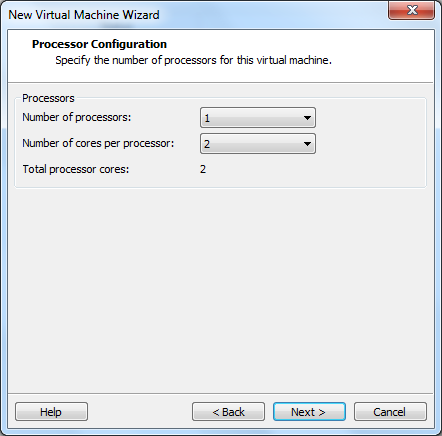 New Virtual Machine Wizard
Processor Configuration
Specify the number of processors for this virtual machine.
Processors
Number of processors: 1
Number of cores per processor: 2
Total processor cores: 2
Help < Back Next > Cancel